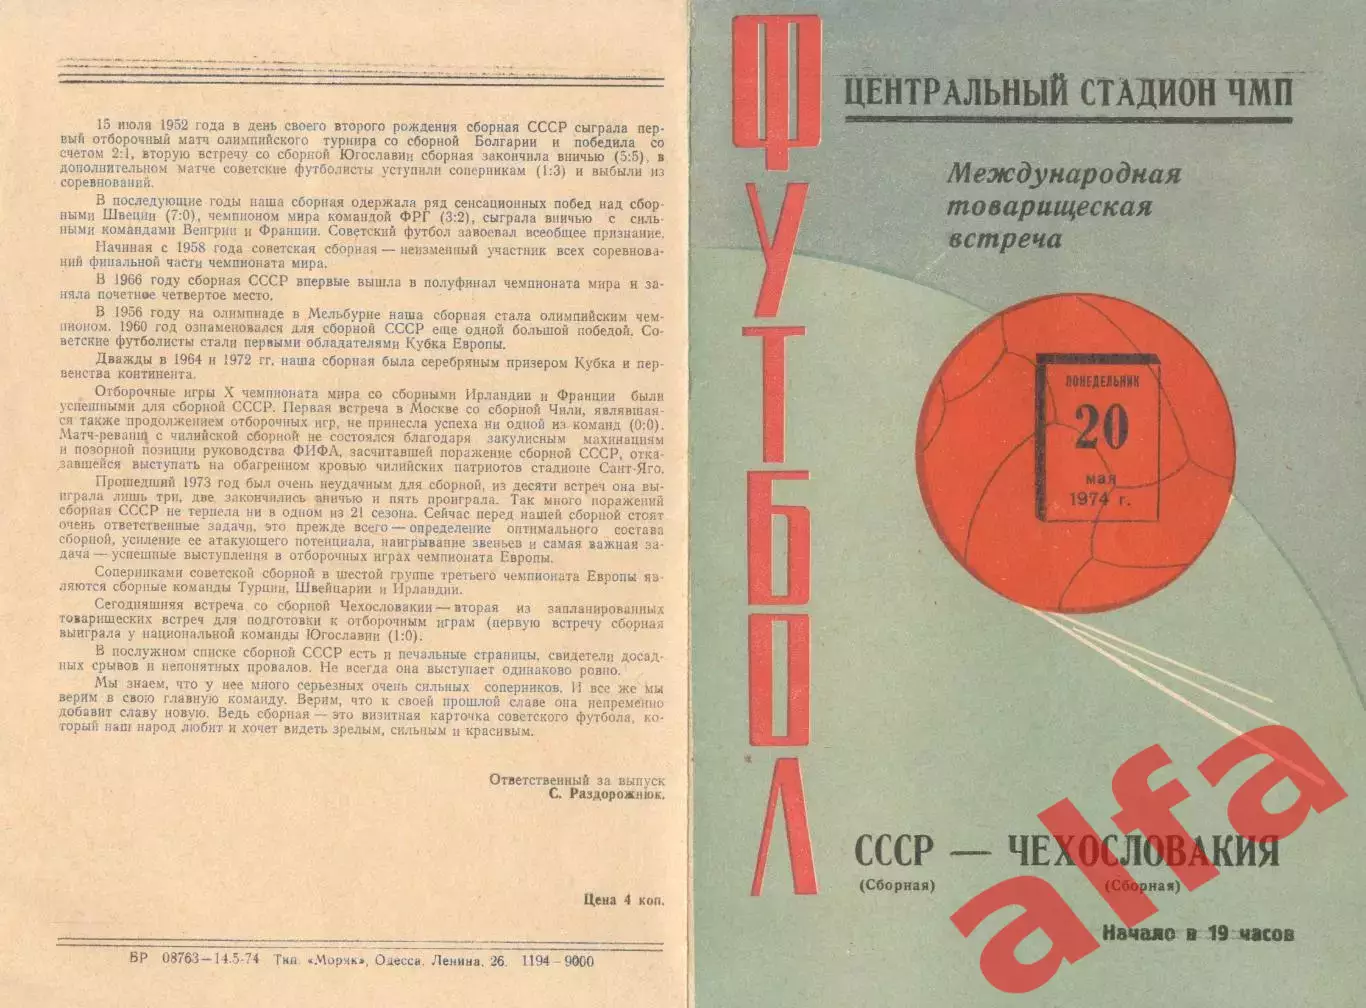 15 июля 1952 года в день своего второго рождения сборная СССР сыграла пер-
вый отборочный матч олимпийского турнира со сборной Болгарии и победила со
счетом 2:1, вторую встречу со сборной Югославии сборная закончила вничью (5:5), в
дополнительном матче советские футболисты уступили соперникам (1:3) и выбыли из
соревнований.
В последующие годы наша сборная одержала ряд сенсационных побед над сбор-
ными Швеции (7:0), чемпионом мира командой ФРГ (3:2), сыграла вничью с силь-
ными командами Венгрии и Франции. Советский футбол завоевал всеобщее признание.
Начиная с 1958 года советская сборная — неизменный участник всех соревнова-
ний финальной части чемпионата мира.
В 1966 году сборная СССР впервые вышла в полуфинал чемпионата мира и за-
няла почетное четвертое место.
В 1956 году на олимпиаде в Мельбурне наша сборная стала олимпийским чем-
пионом. 1960 год ознаменовался для сборной СССР еще одной большой победой. Со-
ветские футболисты стали первыми обладателями Кубка Европы.
Дважды в 1964 и 1972 гг. наша сборная была серебряным призером Кубка и пер-
венства континента.
Отборочные игры X чемпионата мира со сборными Ирландии и Франции были
успешными для сборной СССР. Первая встреча в Москве со сборной Чили, являвшая-
ся также продолжением отборочных игр, не принесла успеха ни одной из команд (0:0).
Матч-реванш с чилийской сборной не состоялся благодаря закулисным махинациям
и позорной позиции руководства ФИФА, засчитавшей поражение сборной СССР, отка-
завшейся выступать на обагренном кровью чилийских патриотов стадионе Сант-Яго.
Прошедший 1973 год был очень неудачным для сборной, из десяти встреч она вы-
играла лишь три, две закончились вничью и пять проиграла. Так много поражений
сборная СССР не терпела ни в одном из 21 сезона. Сейчас перед нашей сборной стоят
очень ответственные задачи, это прежде всего — определение оптимального состава
сборной, усиление ее атакующего потенциала, наигрывание звеньев и самая важная за-
дача — успешные выступления в отборочных играх чемпионата Европы.
Соперниками советской сборной в шестой группе третьего чемпионата Европы яв-
ляются сборные команды Турции, Швейцарии и Ирландии.
Сегодняшняя встреча со сборной Чехословакии — вторая из запланированных
товарищеских встреч для подготовки к отборочным играм (первую встречу сборная
выиграла у национальной команды Югославии (1:0).
В послужном списке сборной СССР есть и печальные страницы, свидетели досад-
ных срывов и непонятных провалов. Не всегда она выступает одинаково ровно.
Мы знаем, что у нее много серьезных очень сильных соперников. И все же мы
верим в свою главную команду. Верим, что к своей прошлой славе она непременно
добавит славу новую. Ведь сборная — это визитная карточка советского футбола, ко-
торый наш народ любит и хочет видеть зрелым, сильным и красивым.
Ответственный за выпуск
С. Раздорожнюк.
Цена 4 коп.
БР 08763—14.5-74 Тип. «Моряк», Одесса, Ленина, 26. 1194—9000
ФУТБОЛ
ЦЕНТРАЛЬНЫЙ СТАДИОН ЧМП
Международная
товарищеская
встреча
ПОНЕДЕЛЬНИК
20
мая
1974 г.
СССР — ЧЕХОСЛОВАКИЯ
(Сборная) (Сборная)
Начало в 19 часов
alfa